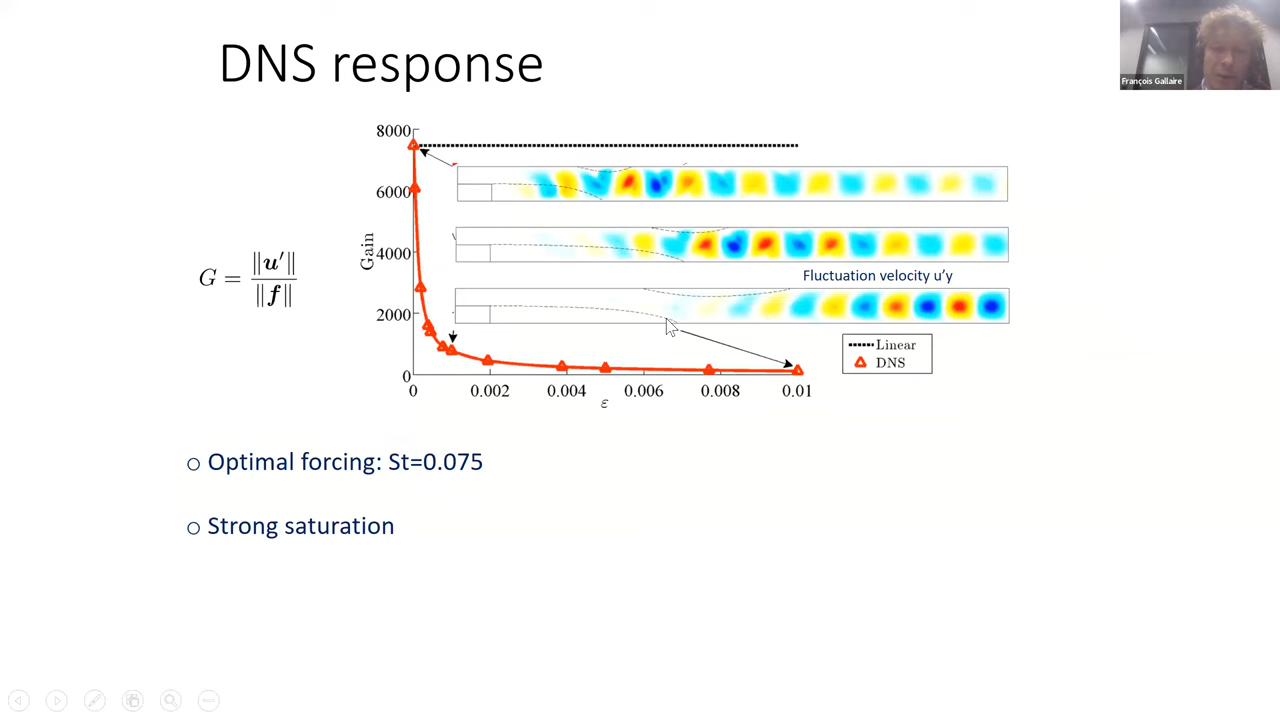 DNS response
François Gallaire
8000
6000
4000
2000
0
Gain
G = ‖u′‖ / ‖f‖
Fluctuation velocity u’y
Linear
DNS
0 0.002 0.004 0.006 0.008 0.01
ε
o Optimal forcing: St=0.075
o Strong saturation